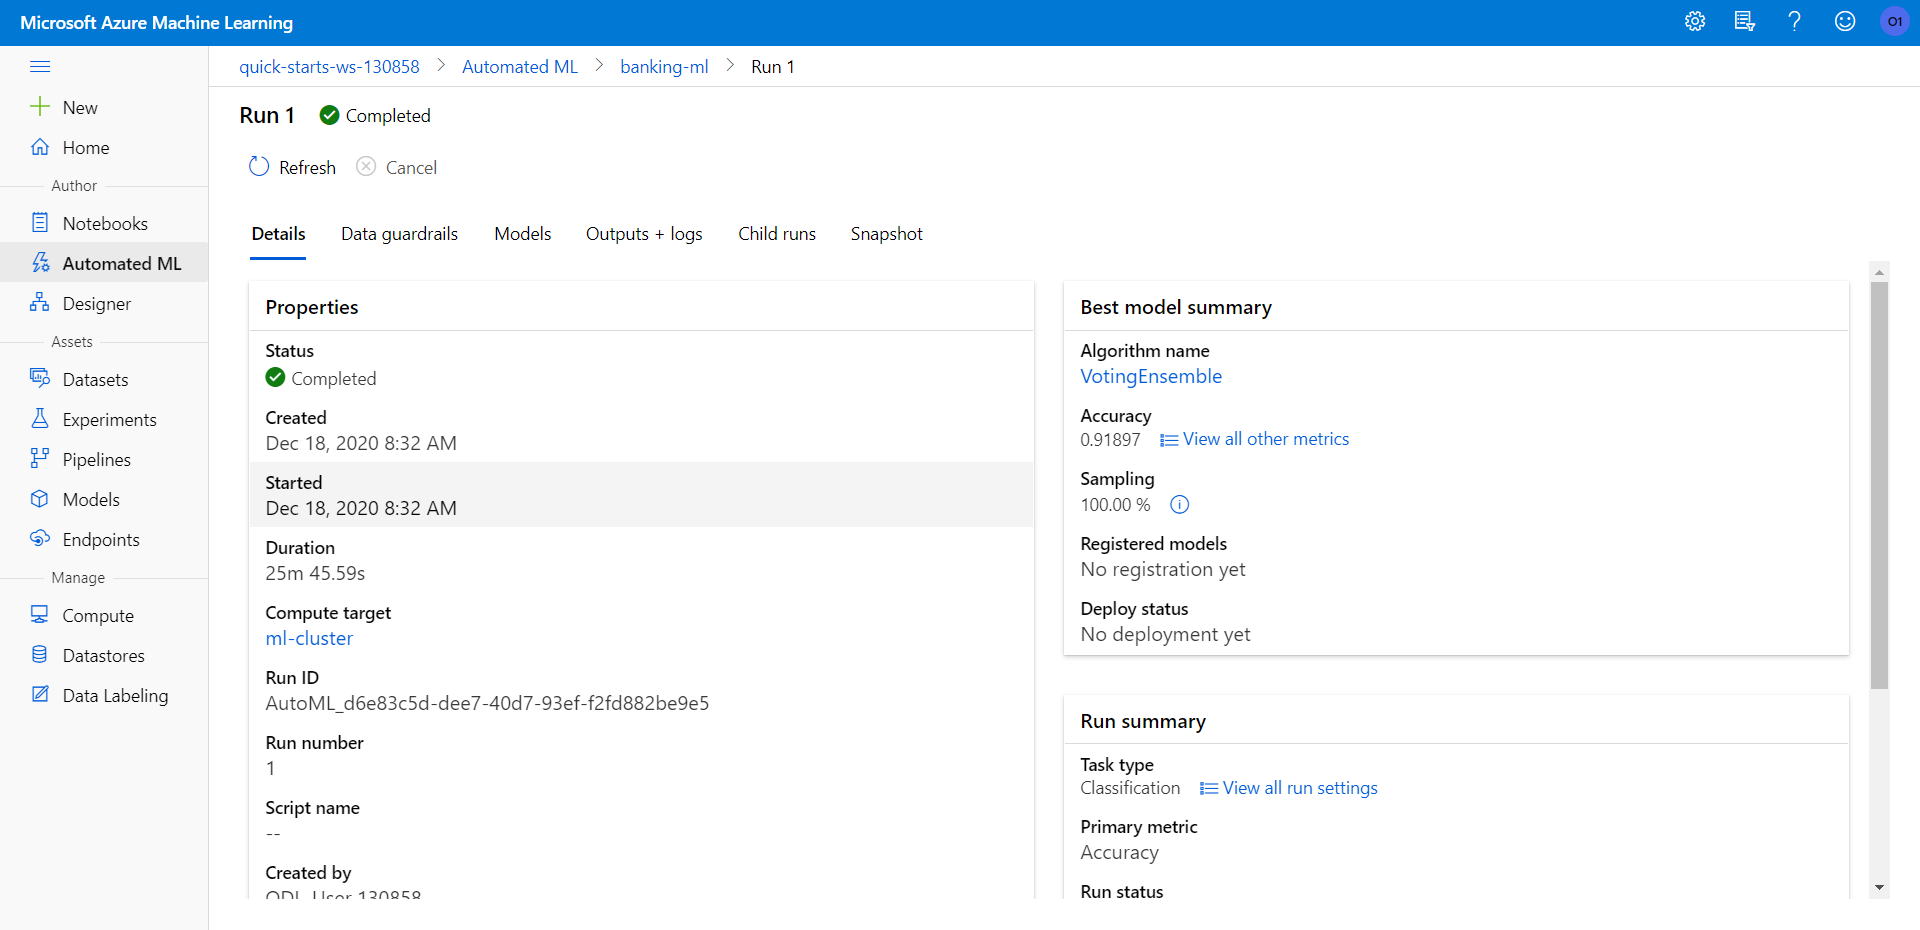 Microsoft Azure Machine Learning
O1
New
Home
Author
Notebooks
Automated ML
Designer
Assets
Datasets
Experiments
Pipelines
Models
Endpoints
Manage
Compute
Datastores
Data Labeling
quick-starts-ws-130858 > Automated ML > banking-ml > Run 1
Run 1 Completed
Refresh Cancel
Details Data guardrails Models Outputs + logs Child runs Snapshot
Properties
Status
Completed
Created
Dec 18, 2020 8:32 AM
Started
Dec 18, 2020 8:32 AM
Duration
25m 45.59s
Compute target
ml-cluster
Run ID
AutoML_d6e83c5d-dee7-40d7-93ef-f2fd882be9e5
Run number
1
Script name
--
Created by
ODL_User 130858
Best model summary
Algorithm name
VotingEnsemble
Accuracy
0.91897 View all other metrics
Sampling
100.00 %
Registered models
No registration yet
Deploy status
No deployment yet
Run summary
Task type
Classification View all run settings
Primary metric
Accuracy
Run status